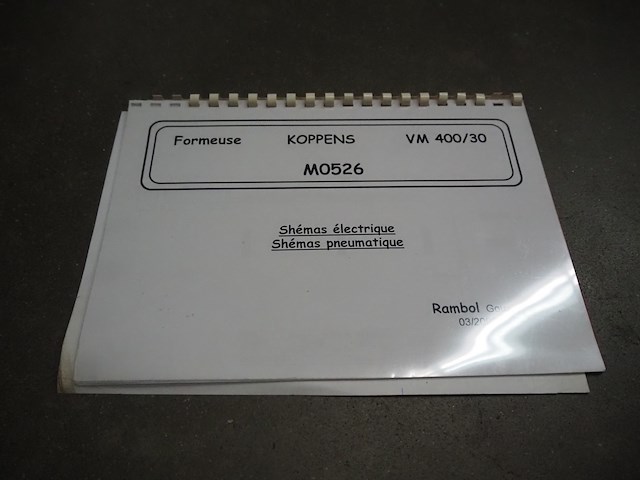 Formeuse KOPPENS VM 400/30
M0526
Shémas électrique
Shémas pneumatique
Rambol